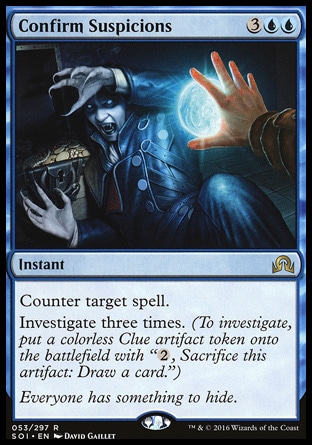 Confirm Suspicions 3
Instant
Counter target spell.
Investigate three times. (To investigate,
put a colorless Clue artifact token onto
the battlefield with “2, Sacrifice this
artifact: Draw a card.”)
Everyone has something to hide.
053/297 R
SOI • EN DAVID GAILLET
™ & © 2016 Wizards of the Coast